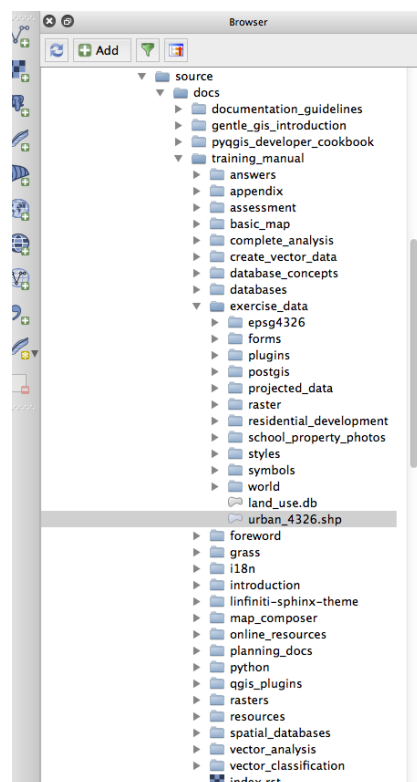 Browser
Add
source
docs
documentation_guidelines
gentle_gis_introduction
pyqgis_developer_cookbook
training_manual
answers
appendix
assessment
basic_map
complete_analysis
create_vector_data
database_concepts
databases
exercise_data
epsg4326
forms
plugins
postgis
projected_data
raster
residential_development
school_property_photos
styles
symbols
world
land_use.db
urban_4326.shp
foreword
grass
i18n
introduction
linfiniti-sphinx-theme
map_composer
online_resources
planning_docs
python
qgis_plugins
rasters
resources
spatial_databases
vector_analysis
vector_classification
index.rst